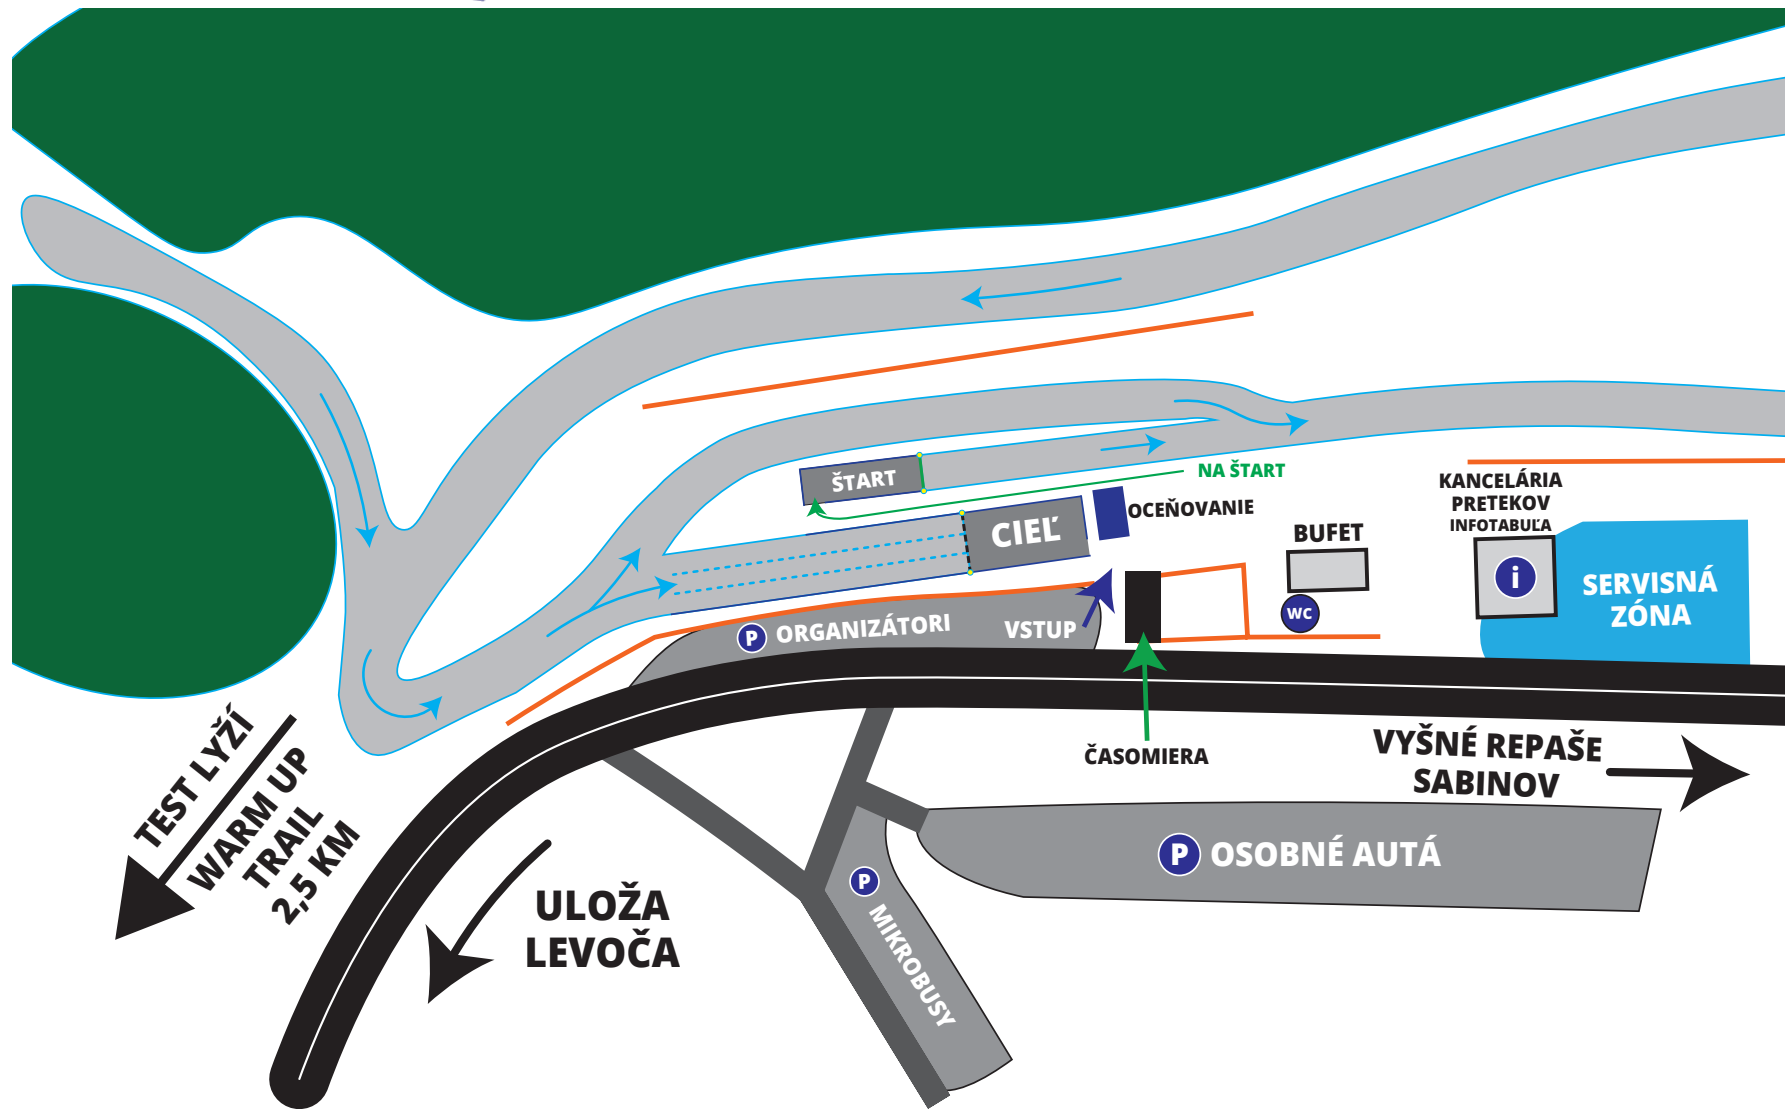 ŠTART
NA ŠTART
CIEĽ
OCEŇOVANIE
KANCELÁRIA
PRETEKOV
INFOTABUĽA
BUFET
i
SERVISNÁ
ZÓNA
WC
P ORGANIZÁTORI
VSTUP
ČASOMIERA
VYŠNÉ REPAŠE
SABINOV
TEST LYŽÍ
WARM UP
TRAIL
2,5 KM
ULOŽA
LEVOČA
P OSOBNÉ AUTÁ
P MIKROBUSY